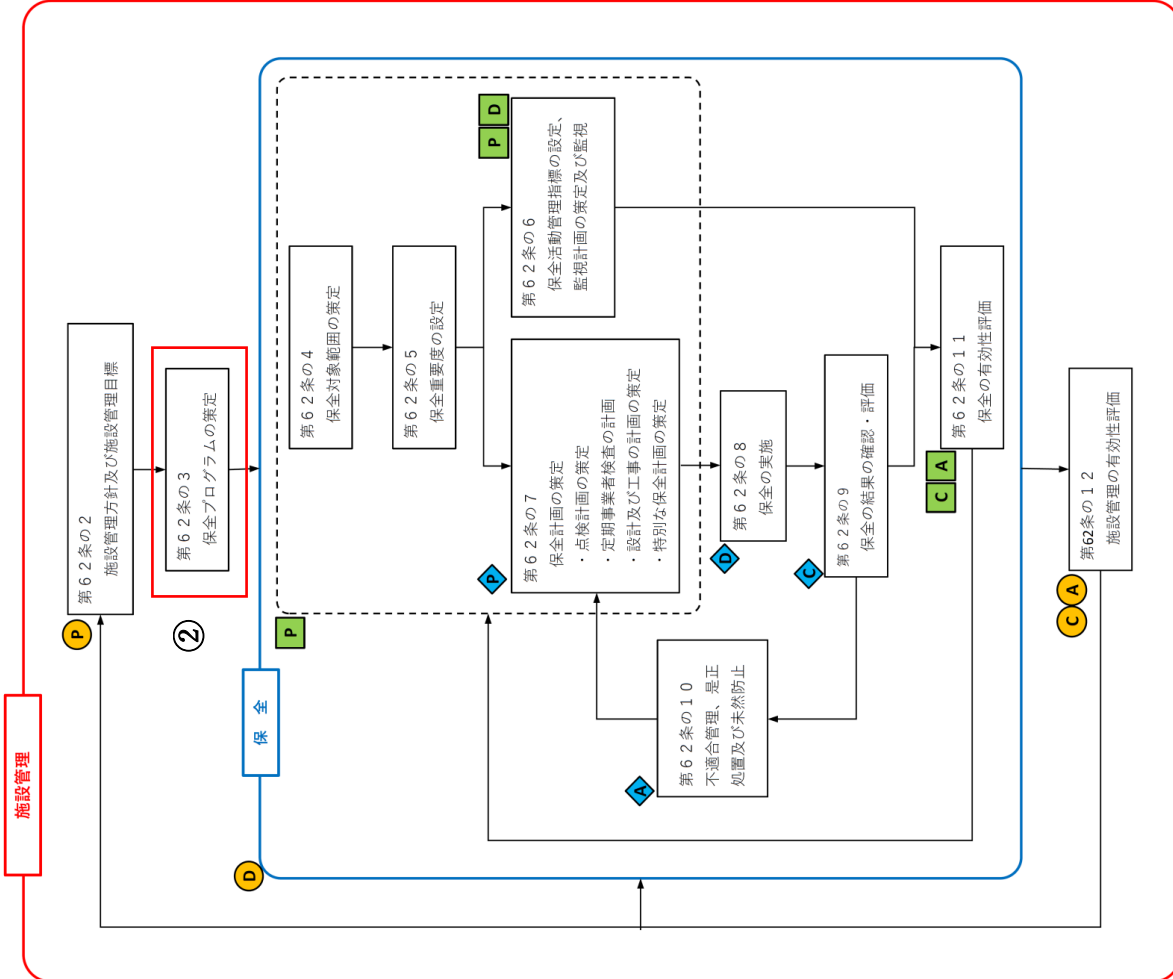 施設管理
P
第６２条の２
施設管理方針及び施設管理目標
②
第６２条の３
保全プログラムの策定
D
保 全
P
第６２条の４
保全対象範囲の策定
第６２条の５
保全重要度の設定
P D
第６２条の６
保全活動管理指標の設定、
監視計画の策定及び監視
P
第６２条の７
保全計画の策定
・点検計画の策定
・定期事業者検査の計画
・設計及び工事の計画の策定
・特別な保全計画の策定
D
第６２条の８
保全の実施
C
第６２条の９
保全の結果の確認・評価
A
第６２条の１０
不適合管理、是正
処置及び未然防止
C A
第６２条の１１
保全の有効性評価
C A
第62条の１２
施設管理の有効性評価